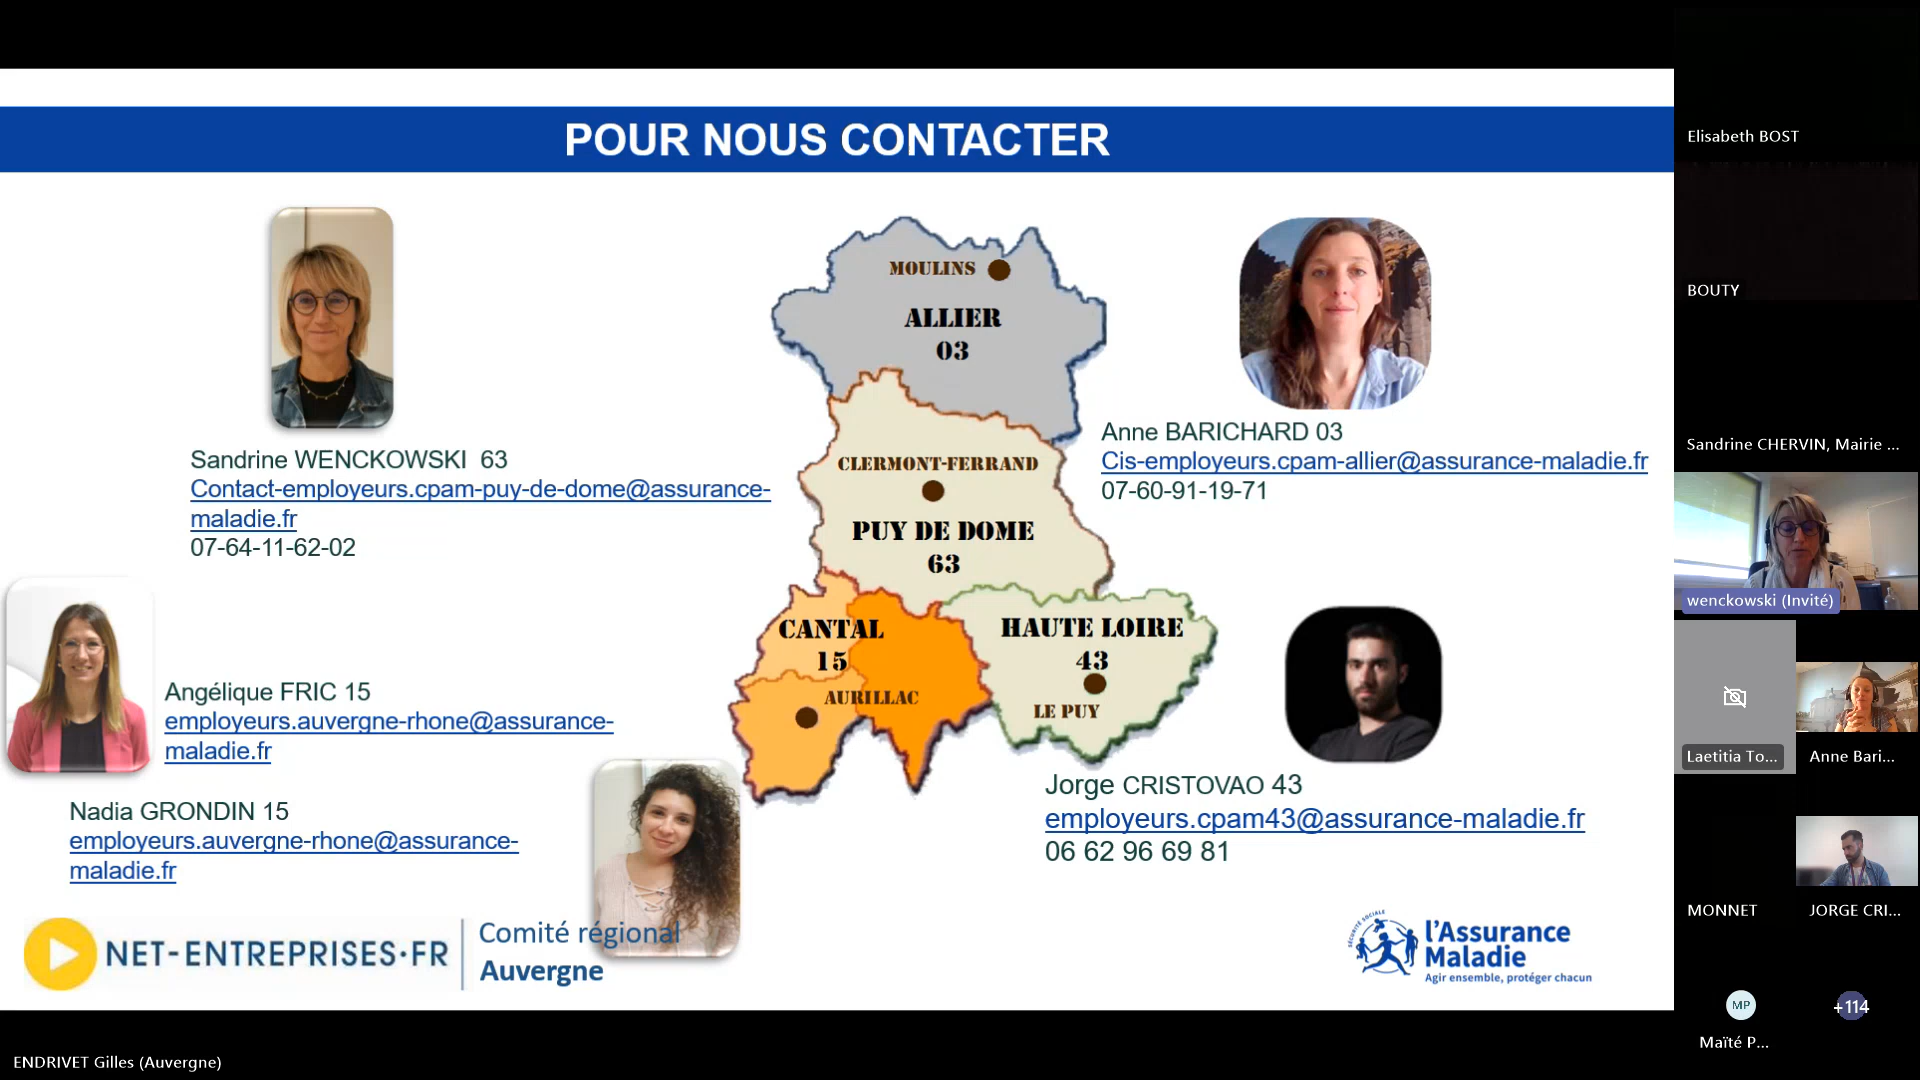 POUR NOUS CONTACTER
MOULINS
ALLIER
03
CLERMONT-FERRAND
PUY DE DOME
63
CANTAL
15
AURILLAC
HAUTE LOIRE
43
LE PUY
Sandrine WENCKOWSKI 63
Contact-employeurs.cpam-puy-de-dome@assurance-
maladie.fr
07-64-11-62-02
Anne BARICHARD 03
Cis-employeurs.cpam-allier@assurance-maladie.fr
07-60-91-19-71
Angélique FRIC 15
employeurs.auvergne-rhone@assurance-
maladie.fr
Nadia GRONDIN 15
employeurs.auvergne-rhone@assurance-
maladie.fr
Jorge CRISTOVAO 43
employeurs.cpam43@assurance-maladie.fr
06 62 96 69 81
NET-ENTREPRISES·FR
Comité régional
Auvergne
SÉCURITÉ SOCIALE
l'Assurance
Maladie
Agir ensemble, protéger chacun
ENDRIVET Gilles (Auvergne)
Elisabeth BOST
BOUTY
Sandrine CHERVIN, Mairie ...
wenckowski (Invité)
Laetitia To...
Anne Bari...
MONNET
JORGE CRI...
MP
Maïté P...
+114